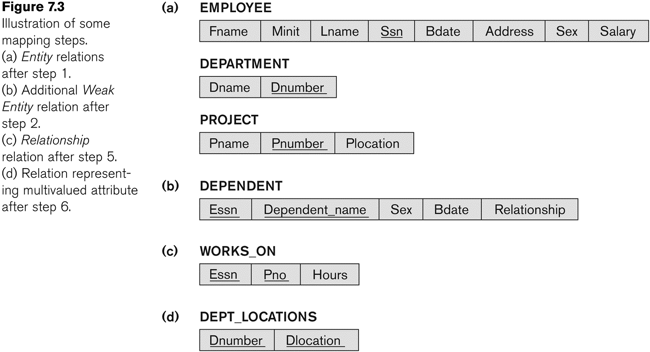 Figure 7.3
Illustration of some
mapping steps.
(a) Entity relations
after step 1.
(b) Additional Weak
Entity relation after
step 2.
(c) Relationship
relation after step 5.
(d) Relation represent-
ing multivalued attribute
after step 6.
(a) EMPLOYEE
Fname Minit Lname Ssn Bdate Address Sex Salary
DEPARTMENT
Dname Dnumber
PROJECT
Pname Pnumber Plocation
(b) DEPENDENT
Essn Dependent_name Sex Bdate Relationship
(c) WORKS_ON
Essn Pno Hours
(d) DEPT_LOCATIONS
Dnumber Dlocation